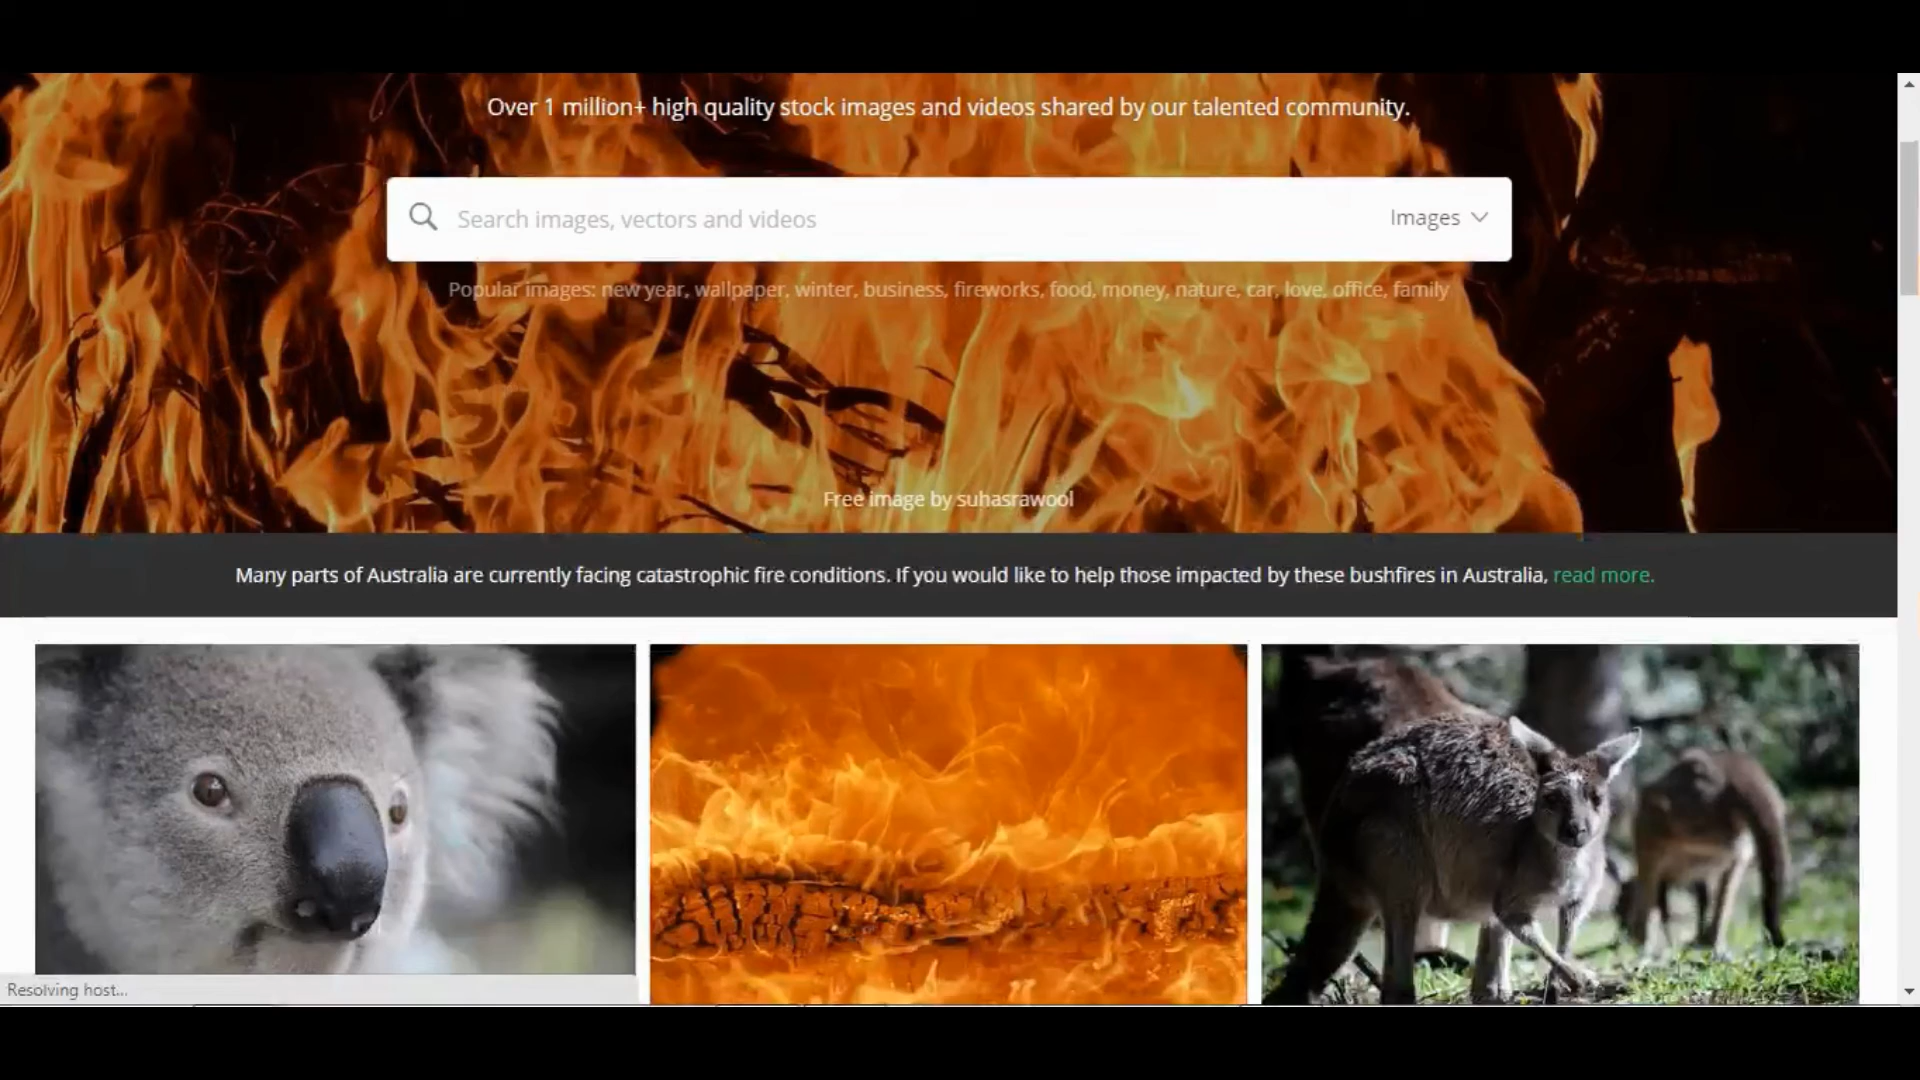 Over 1 million+ high quality stock images and videos shared by our talented community.
Search images, vectors and videos
Images
Popular images: new year, wallpaper, winter, business, fireworks, food, money, nature, car, love, office, family
Free image by suhasrawool
Many parts of Australia are currently facing catastrophic fire conditions. If you would like to help those impacted by these bushfires in Australia, read more.
Resolving host...